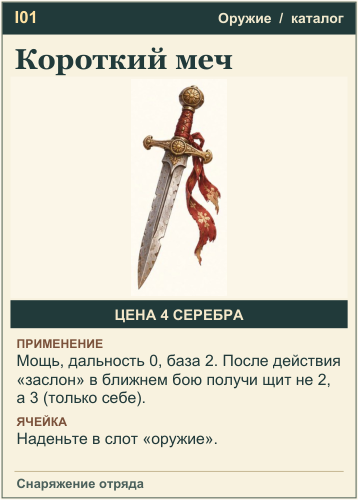 I01
Оружие / каталог
Короткий меч
ЦЕНА 4 СЕРЕБРА
ПРИМЕНЕНИЕ
Мощь, дальность 0, база 2. После действия
«заслон» в ближнем бою получи щит не 2,
а 3 (только себе).
ЯЧЕЙКА
Наденьте в слот «оружие».
Снаряжение отряда